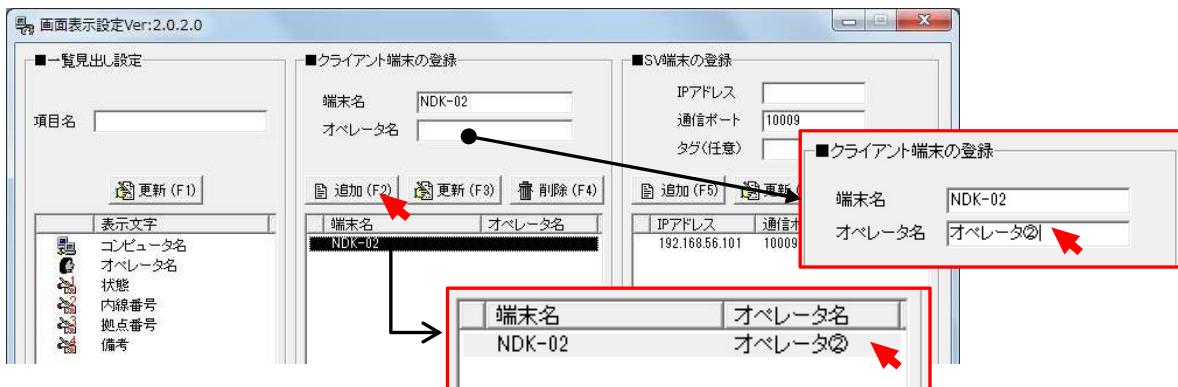 画面表示設定Ver:2.0.2.0
■一覧見出し設定
項目名
更新(F1)
表示文字
コンピュータ名
オペレータ名
状態
内線番号
拠点番号
備考
■クライアント端末の登録
端末名 NDK-02
オペレータ名
追加(F2) 更新(F3) 削除(F4)
端末名 オペレータ名
NDK-02
■SV端末の登録
IPアドレス
通信ポート 10009
タグ(任意)
追加(F5) 更新
IPアドレス
192.168.56.101 10009
■クライアント端末の登録
端末名 NDK-02
オペレータ名 オペレータ②
端末名 オペレータ名
NDK-02 オペレータ②